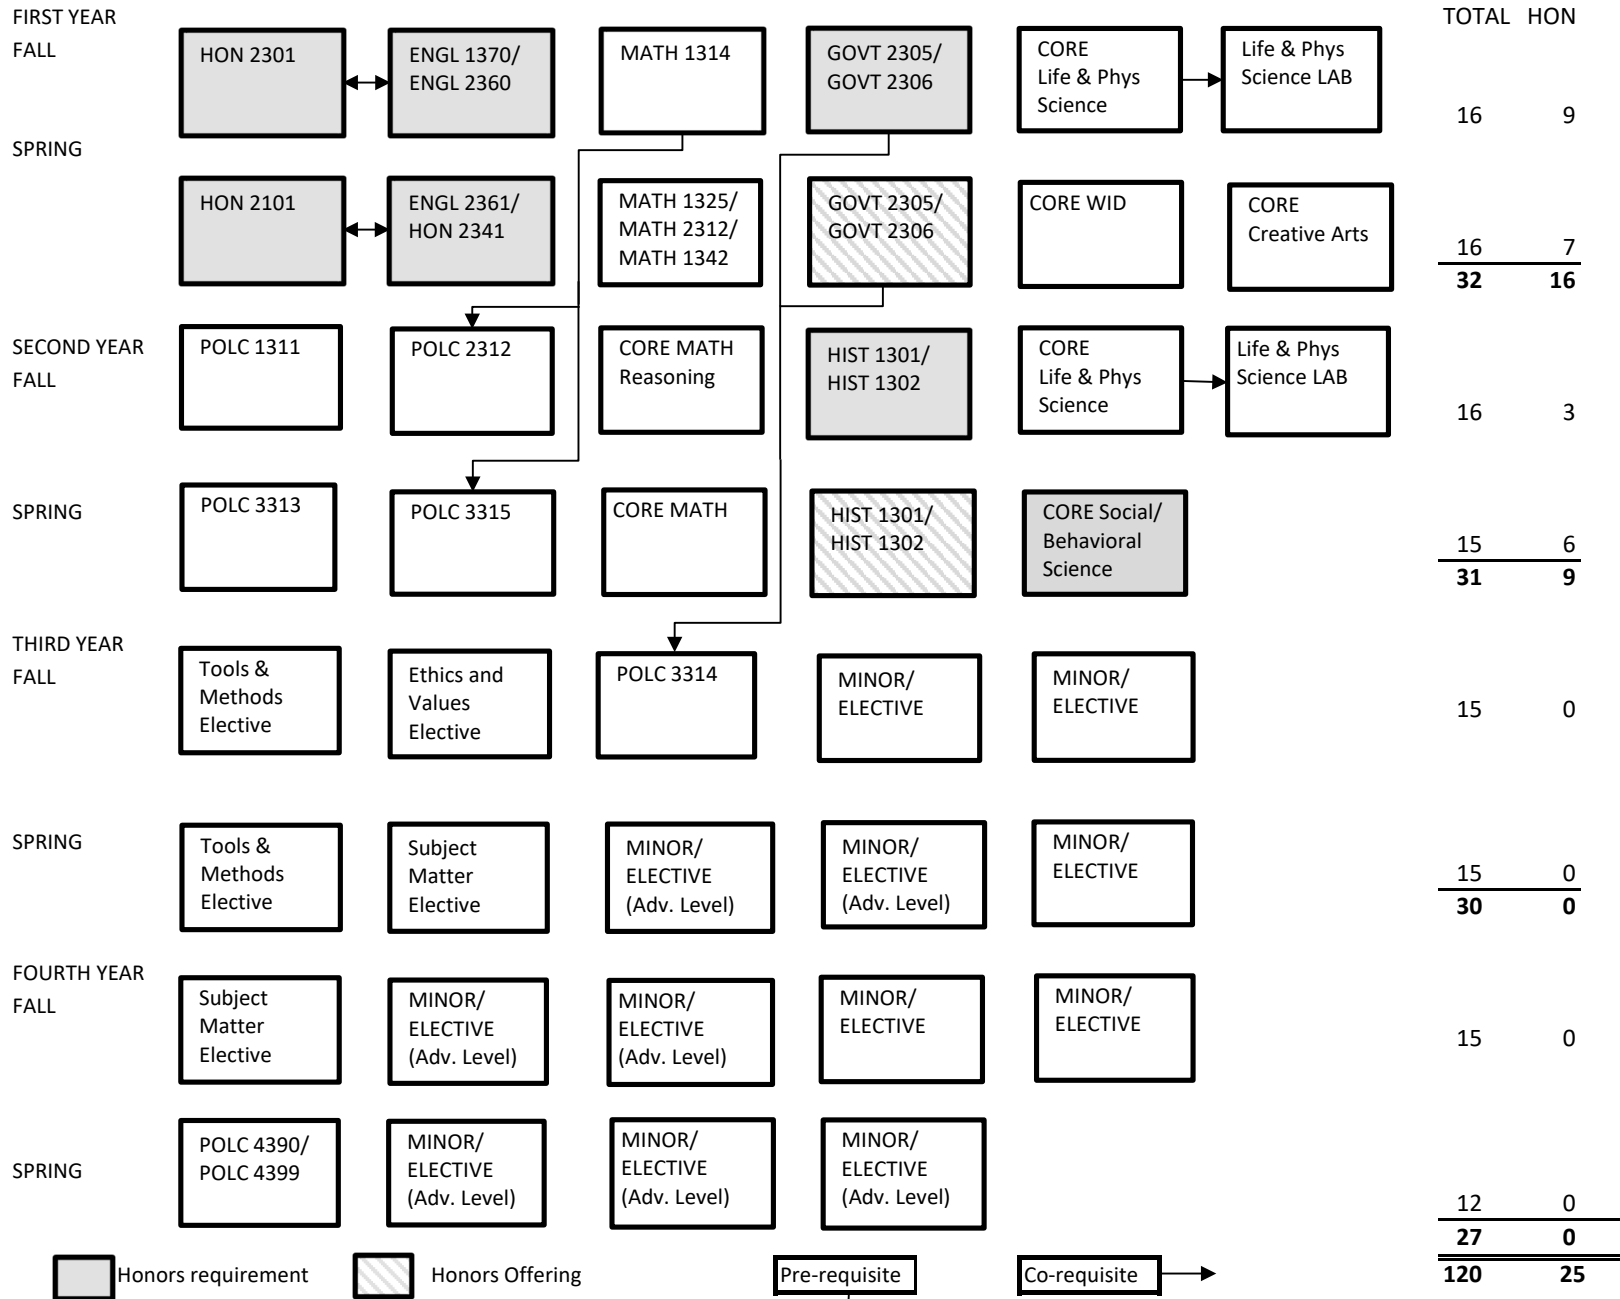 FIRST YEAR
TOTAL HON
FALL
HON 2301
ENGL 1370/
ENGL 2360
MATH 1314
GOVT 2305/
GOVT 2306
CORE
Life & Phys
Science
Life & Phys
Science LAB
16 9
SPRING
HON 2101
ENGL 2361/
HON 2341
MATH 1325/
MATH 2312/
MATH 1342
GOVT 2305/
GOVT 2306
CORE WID
CORE
Creative Arts
16 7
32 16
SECOND YEAR
FALL
POLC 1311
POLC 2312
CORE MATH
Reasoning
HIST 1301/
HIST 1302
CORE
Life & Phys
Science
Life & Phys
Science LAB
16 3
SPRING
POLC 3313
POLC 3315
CORE MATH
HIST 1301/
HIST 1302
CORE Social/
Behavioral
Science
15 6
31 9
THIRD YEAR
FALL
Tools &
Methods
Elective
Ethics and
Values
Elective
POLC 3314
MINOR/
ELECTIVE
MINOR/
ELECTIVE
15 0
SPRING
Tools &
Methods
Elective
Subject
Matter
Elective
MINOR/
ELECTIVE
(Adv. Level)
MINOR/
ELECTIVE
(Adv. Level)
MINOR/
ELECTIVE
15 0
30 0
FOURTH YEAR
FALL
Subject
Matter
Elective
MINOR/
ELECTIVE
(Adv. Level)
MINOR/
ELECTIVE
(Adv. Level)
MINOR/
ELECTIVE
MINOR/
ELECTIVE
15 0
SPRING
POLC 4390/
POLC 4399
MINOR/
ELECTIVE
(Adv. Level)
MINOR/
ELECTIVE
(Adv. Level)
MINOR/
ELECTIVE
(Adv. Level)
12 0
27 0
Honors requirement
Honors Offering
Pre-requisite
Co-requisite
120 25